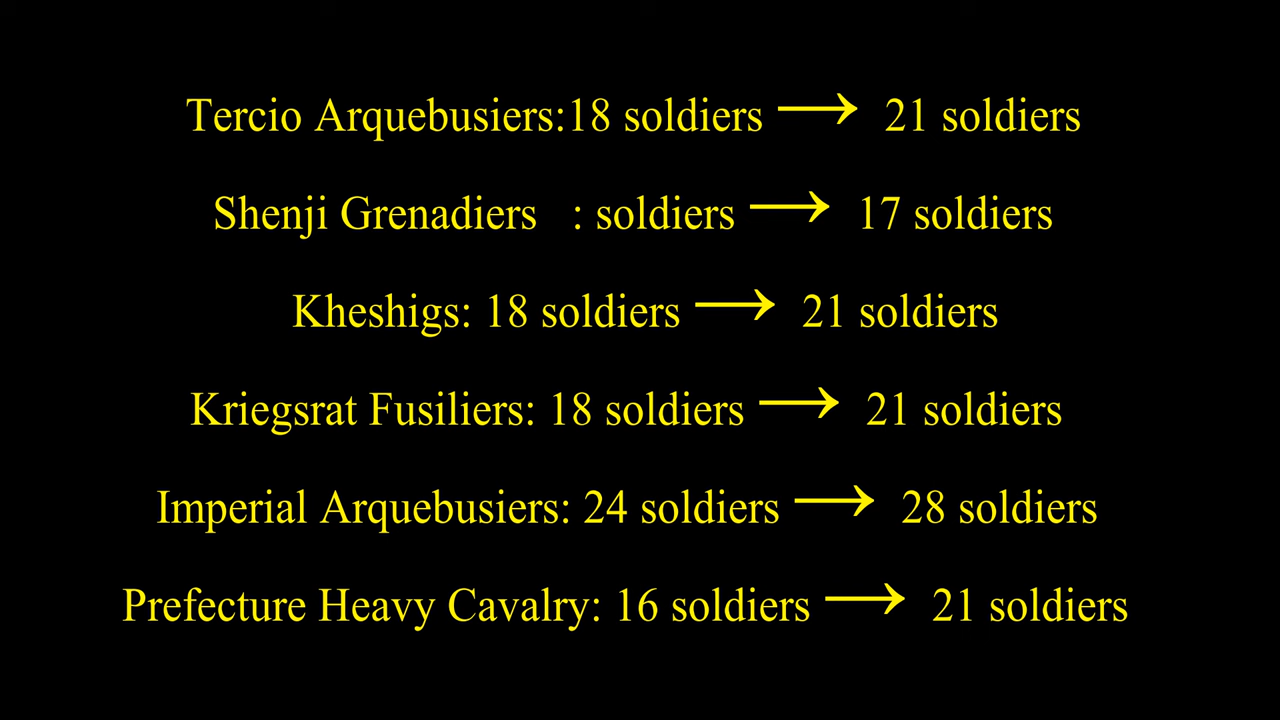 Tercio Arquebusiers:18 soldiers → 21 soldiers
Shenji Grenadiers   : soldiers → 17 soldiers
Kheshigs: 18 soldiers → 21 soldiers
Kriegsrat Fusiliers: 18 soldiers → 21 soldiers
Imperial Arquebusiers: 24 soldiers → 28 soldiers
Prefecture Heavy Cavalry: 16 soldiers → 21 soldiers